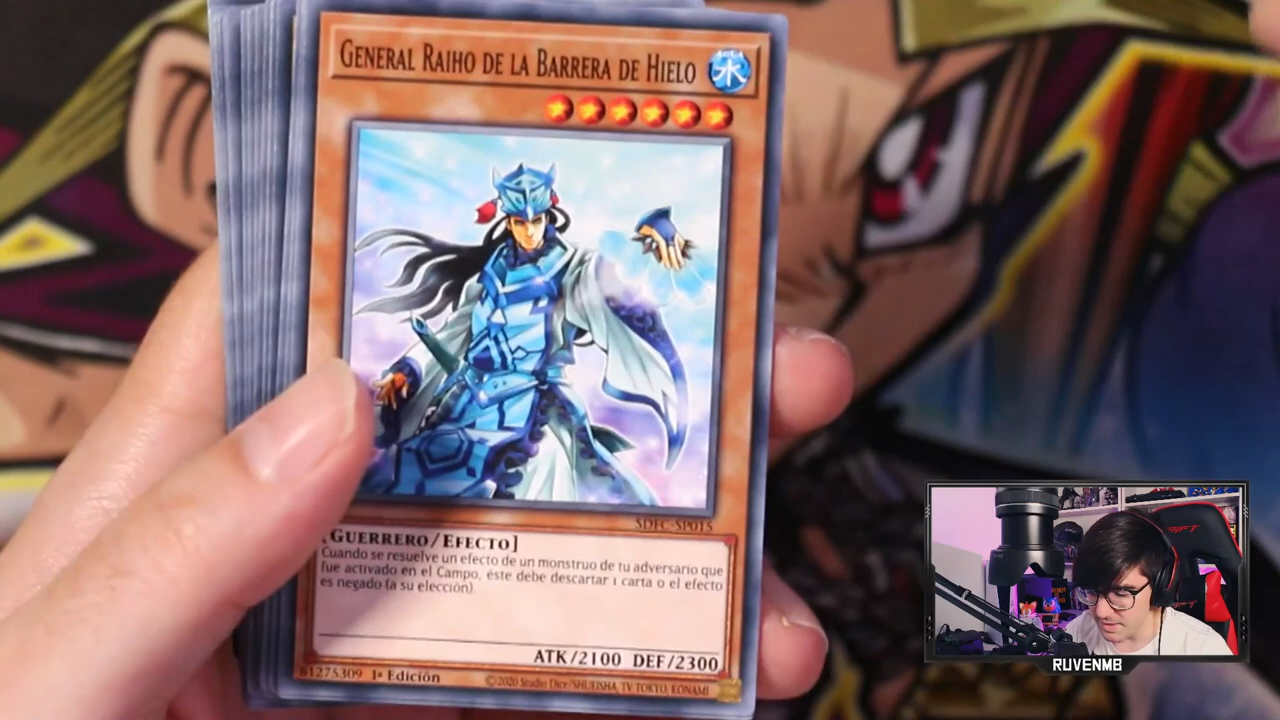 GENERAL RAIHO DE LA BARRERA DE HIELO
AGUA
水
SDFC-SP015
[GUERRERO/EFECTO]
Cuando se resuelve un efecto de un monstruo de tu adversario que
fue activado en el Campo, éste debe descartar 1 carta o el efecto
es negado (a su elección).
ATK/2100 DEF/2300
81275309 1ª Edición
©2020 Studio Dice/SHUEISHA, TV TOKYO, KONAMI
RUVENMB